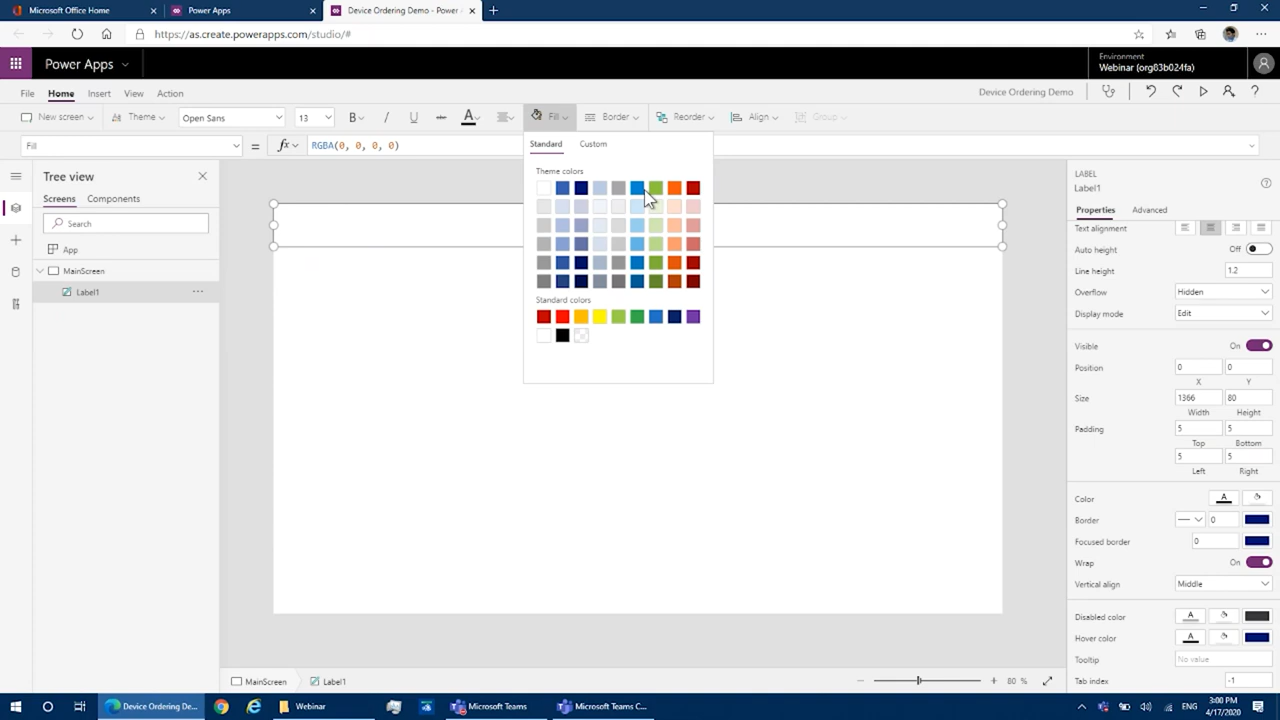 Microsoft Office Home
Power Apps
Device Ordering Demo - Power
https://as.create.powerapps.com/studio/#
Power Apps
Environment
Webinar (org83b024fa)
File Home Insert View Action
Device Ordering Demo
New screen Theme Open Sans 13 B / U abc A Fill Border Reorder Align Group
Fill = fx RGBA(0, 0, 0, 0)
Standard Custom
Theme colors
Standard colors
Tree view
Screens Components
Search
App
MainScreen
Label1
LABEL
Label1
Properties Advanced
Text alignment
Auto height Off
Line height 1.2
Overflow Hidden
Display mode Edit
Visible On
Position 0 0
X Y
Size 1366 80
Width Height
Padding 5 5
Top Bottom
5 5
Left Right
Color A
Border 0
Focused border 0
Wrap On
Vertical align Middle
Disabled color A
Hover color A
Tooltip No value
Tab index -1
MainScreen Label1
80 %
Device Ordering De...
Webinar
Microsoft Teams
Microsoft Teams C...
ENG
3:00 PM
4/17/2020